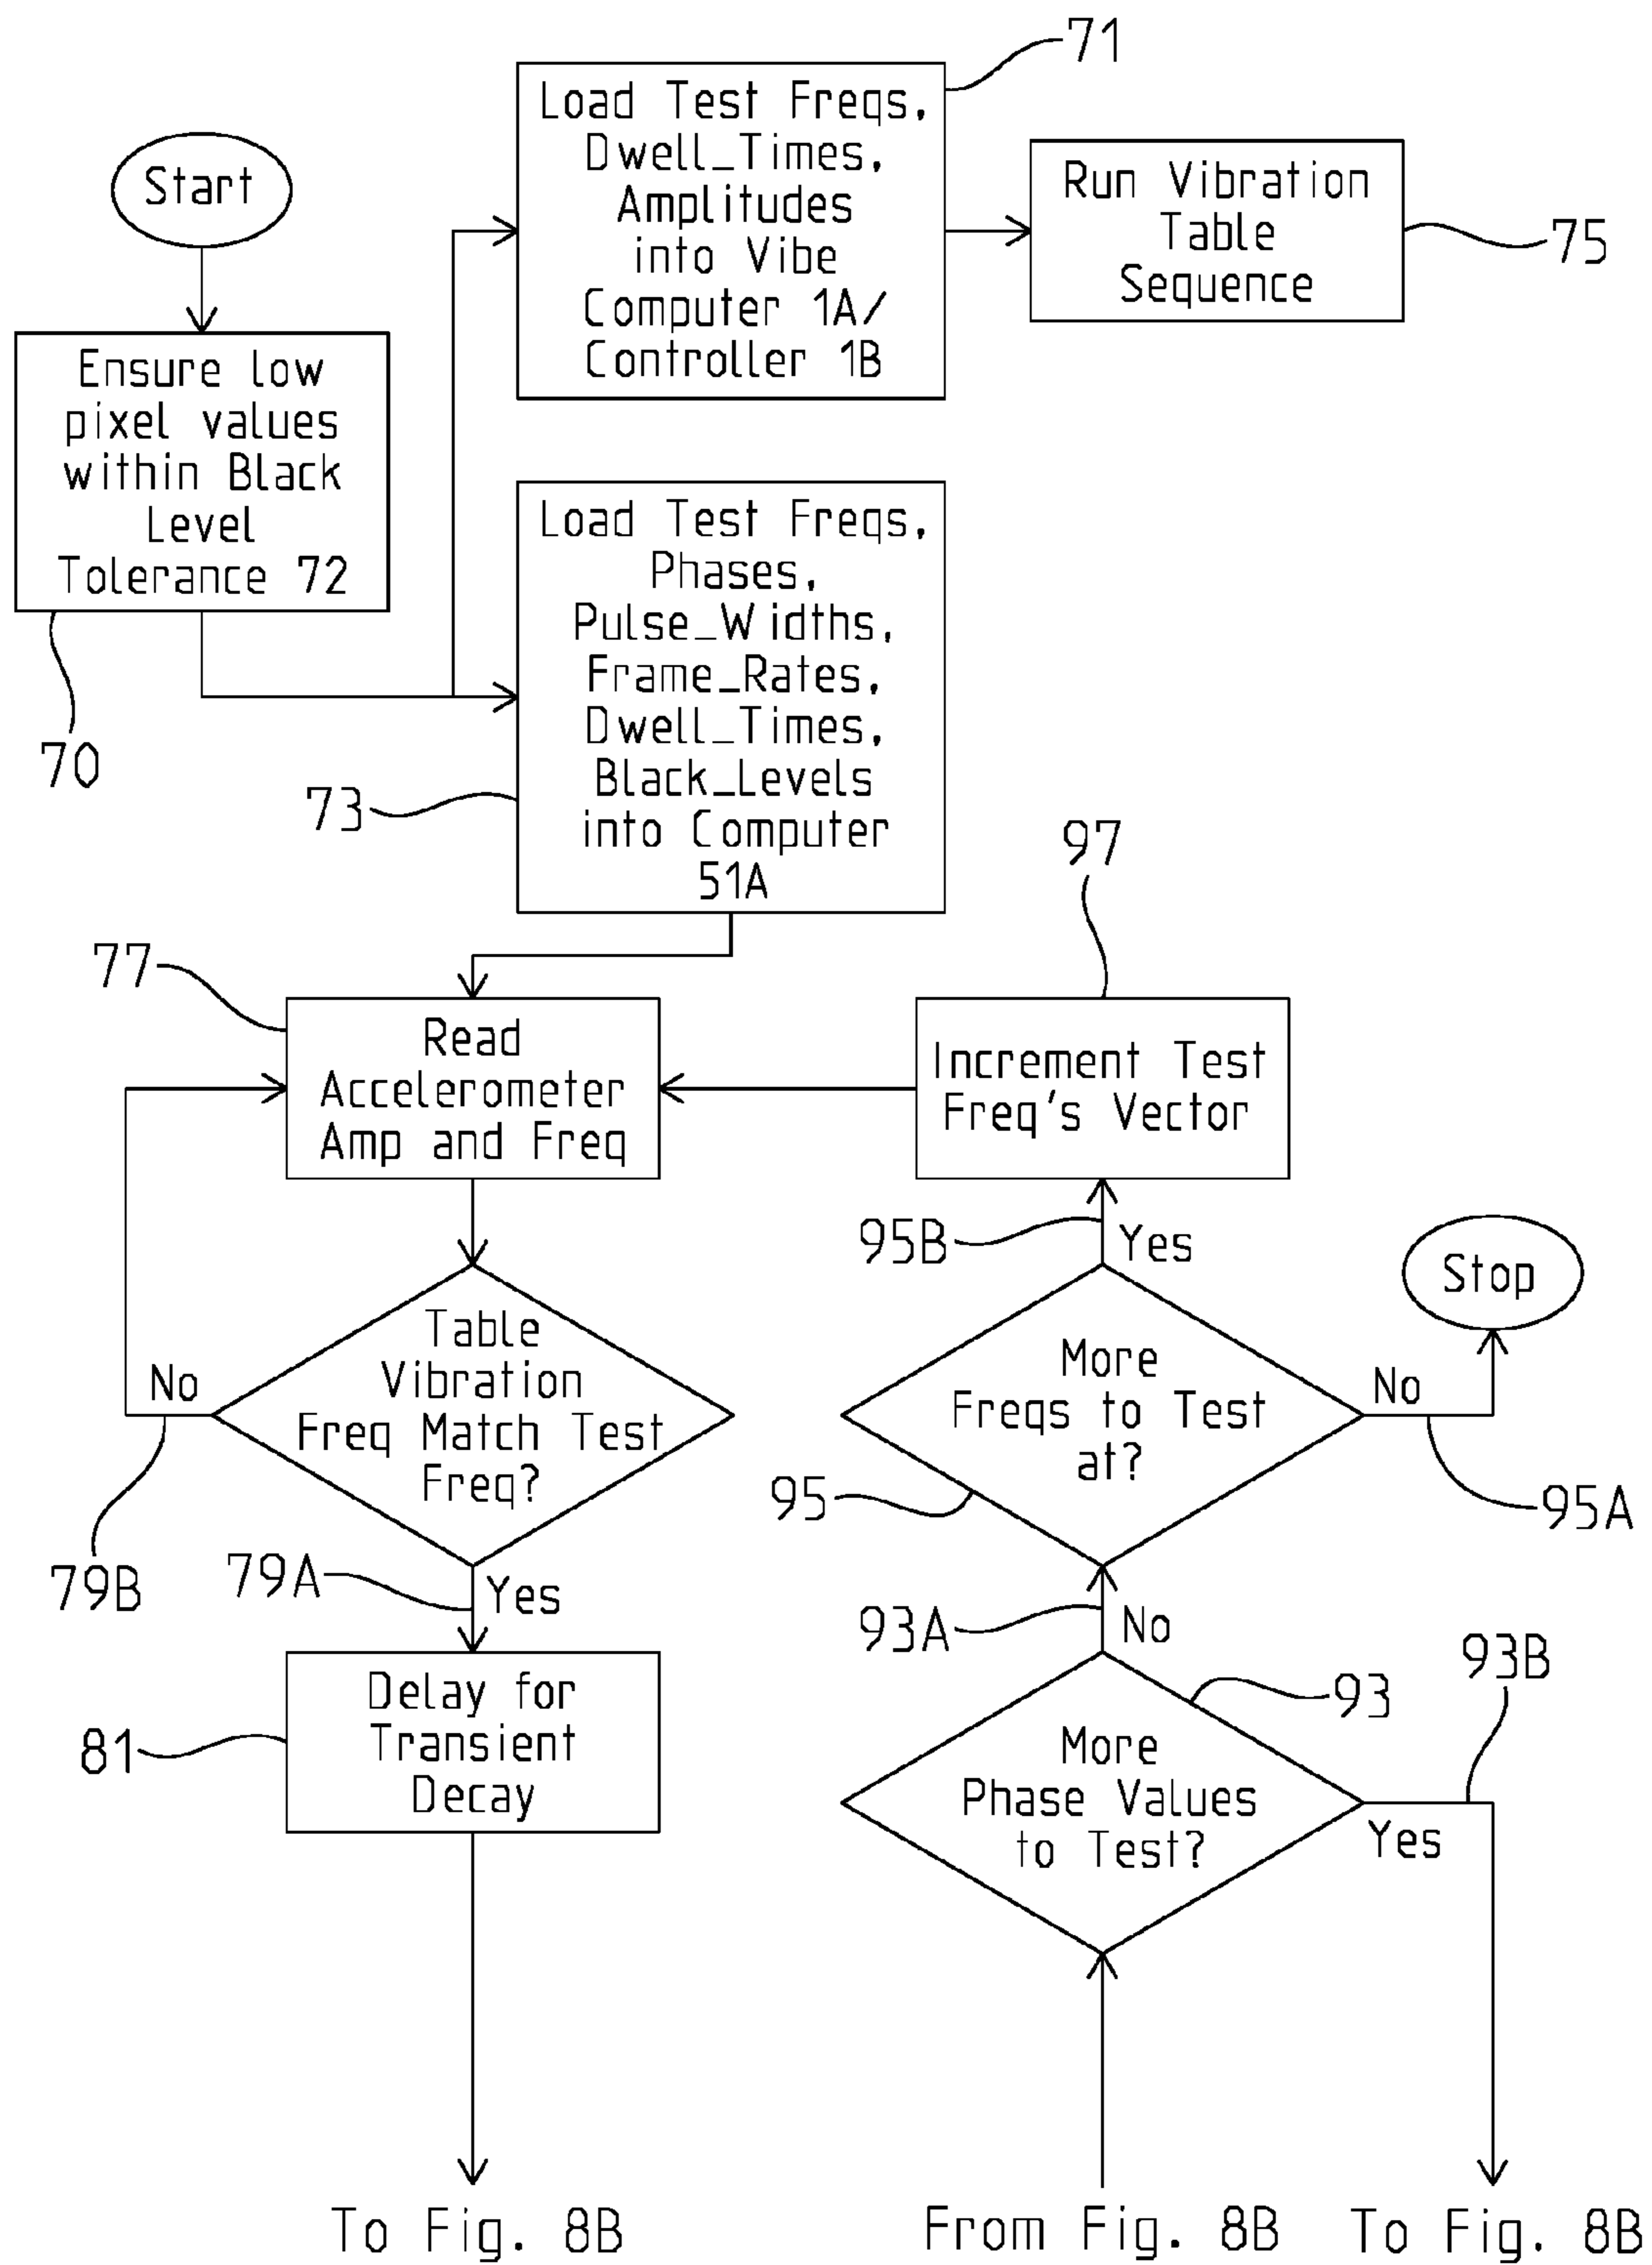 71
Load Test Freqs,
Dwell_Times,
Amplitudes
into Vibe
Computer 1A/
Controller 1B
Start
Run Vibration
Table
Sequence
75
Ensure low
pixel values
within Black
Level
Tolerance 72
70
Load Test Freqs,
Phases,
Pulse_Widths,
Frame_Rates,
Dwell_Times,
Black_Levels
into Computer
51A
73
97
77
Read
Accelerometer
Amp and Freq
Increment Test
Freq's Vector
95B
Yes
Stop
Table
Vibration
Freq Match Test
Freq?
No
79B
79A
Yes
More
Freqs to Test
at?
No
95
95A
93A
No
93
93B
Delay for
Transient
Decay
81
More
Phase Values
to Test?
Yes
To Fig. 8B
From Fig. 8B
To Fig. 8B